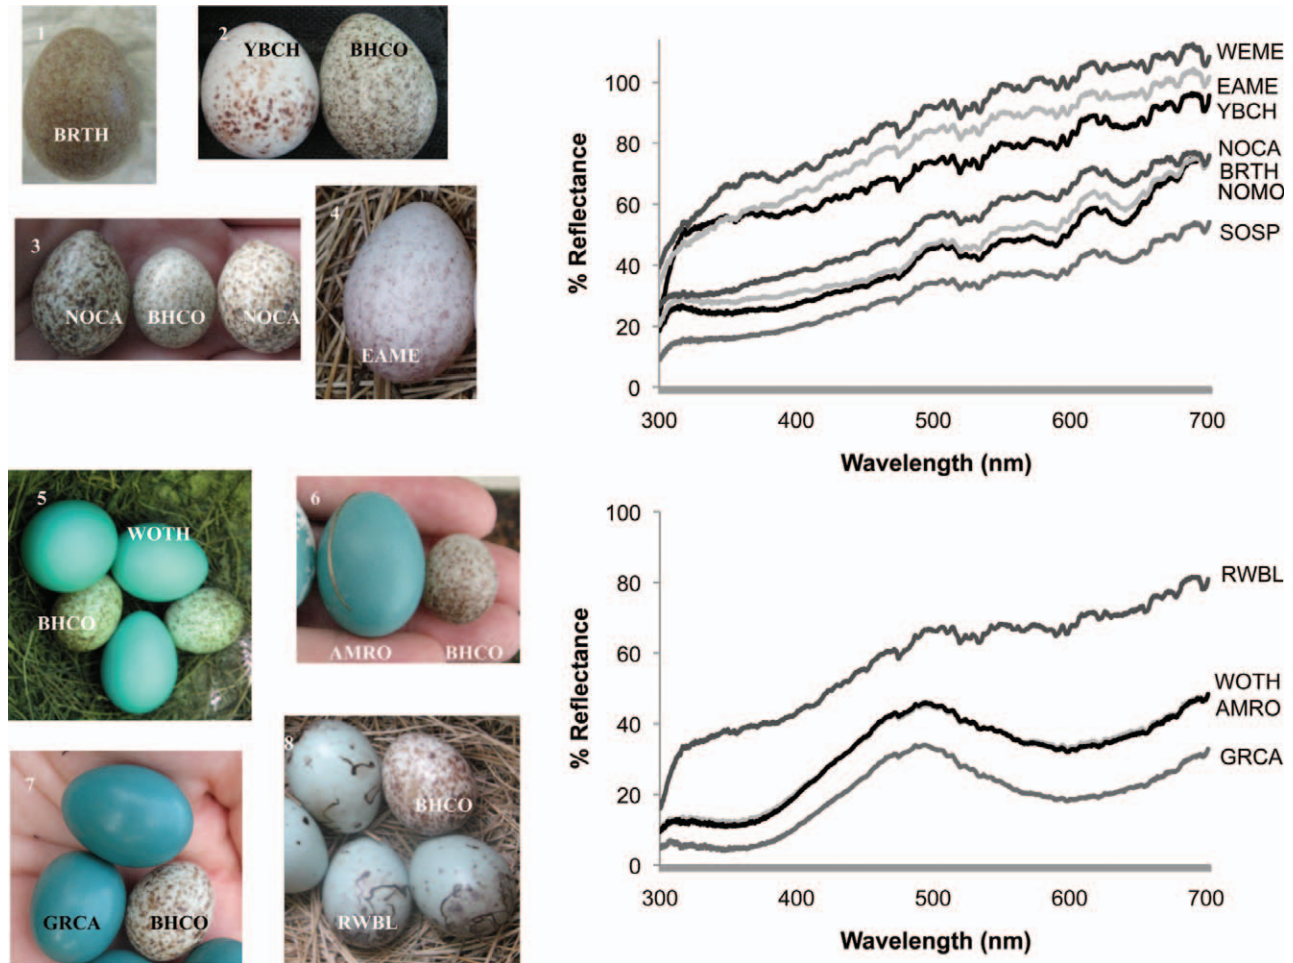 1
BRTH
2
YBCH
BHCO
3
NOCA
BHCO
NOCA
4
EAME
% Reflectance
100
80
60
40
20
0
300
400
500
600
700
Wavelength (nm)
WEME
EAME
YBCH
NOCA
BRTH
NOMO
SOSP
5
WOTH
BHCO
6
AMRO
BHCO
7
GRCA
BHCO
8
BHCO
RWBL
% Reflectance
100
80
60
40
20
0
300
400
500
600
700
Wavelength (nm)
RWBL
WOTH
AMRO
GRCA